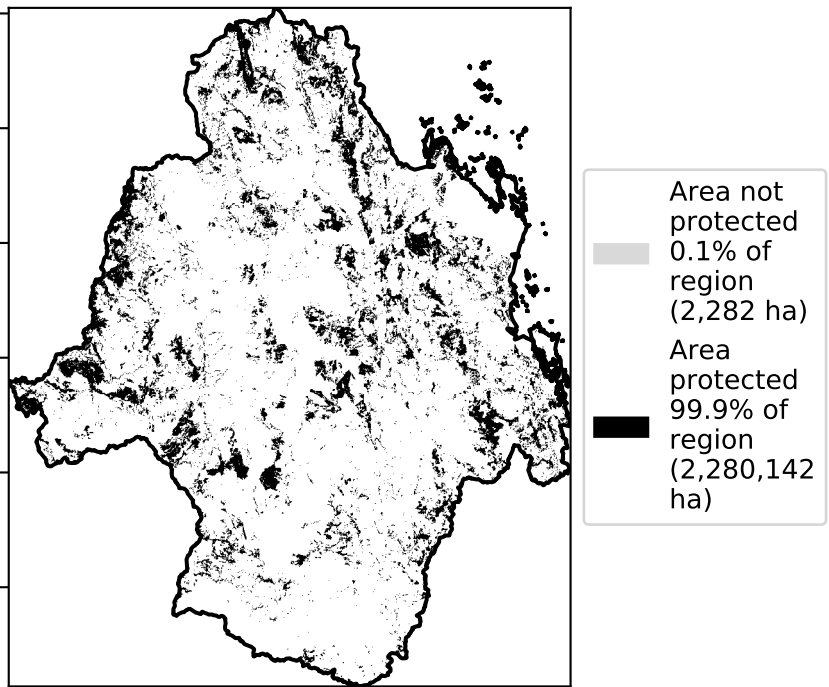 Area not
protected
0.1% of
region
(2,282 ha)
Area
protected
99.9% of
region
(2,280,142
ha)